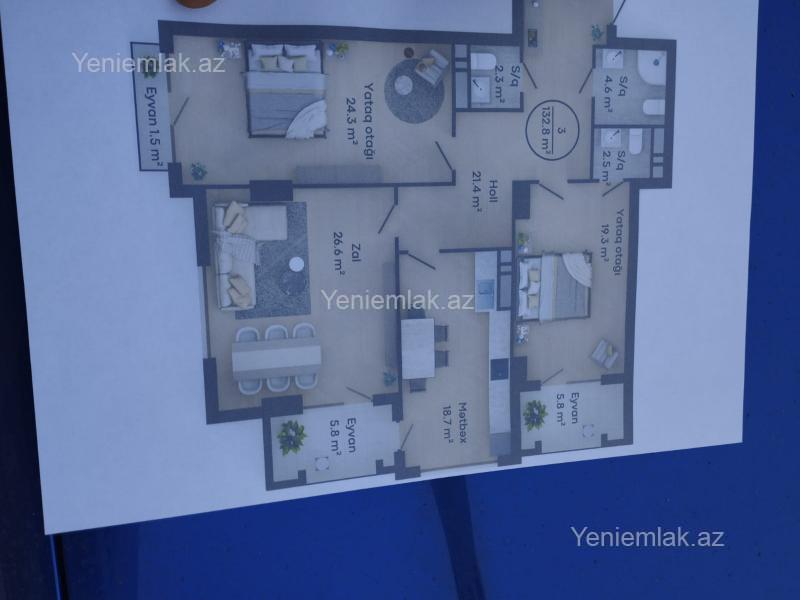 Yeniemlak.az
Eyvan 1.5 m²
Yataq otağı
24.3 m²
S/q
2.3 m²
3
132.8 m²
S/q
4.6 m²
S/q
2.5 m²
Holl
21.4 m²
Zal
26.6 m²
Yataq otağı
19.3 m²
Yeniemlak.az
Mətbəx
18.7 m²
Eyvan
5.8 m²
Eyvan
5.8 m²
Yeniemlak.az